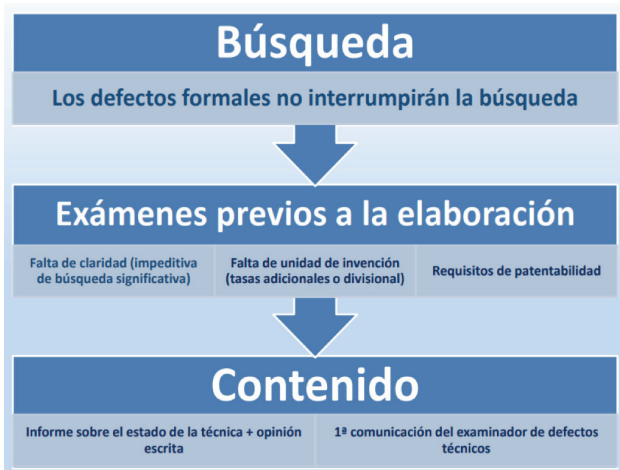 Búsqueda
Los defectos formales no interrumpirán la búsqueda
Exámenes previos a la elaboración
Falta de claridad (impeditiva
de búsqueda significativa)
Falta de unidad de invención
(tasas adicionales o divisional)
Requisitos de patentabilidad
Contenido
Informe sobre el estado de la técnica + opinión
escrita
1ª comunicación del examinador de defectos
técnicos